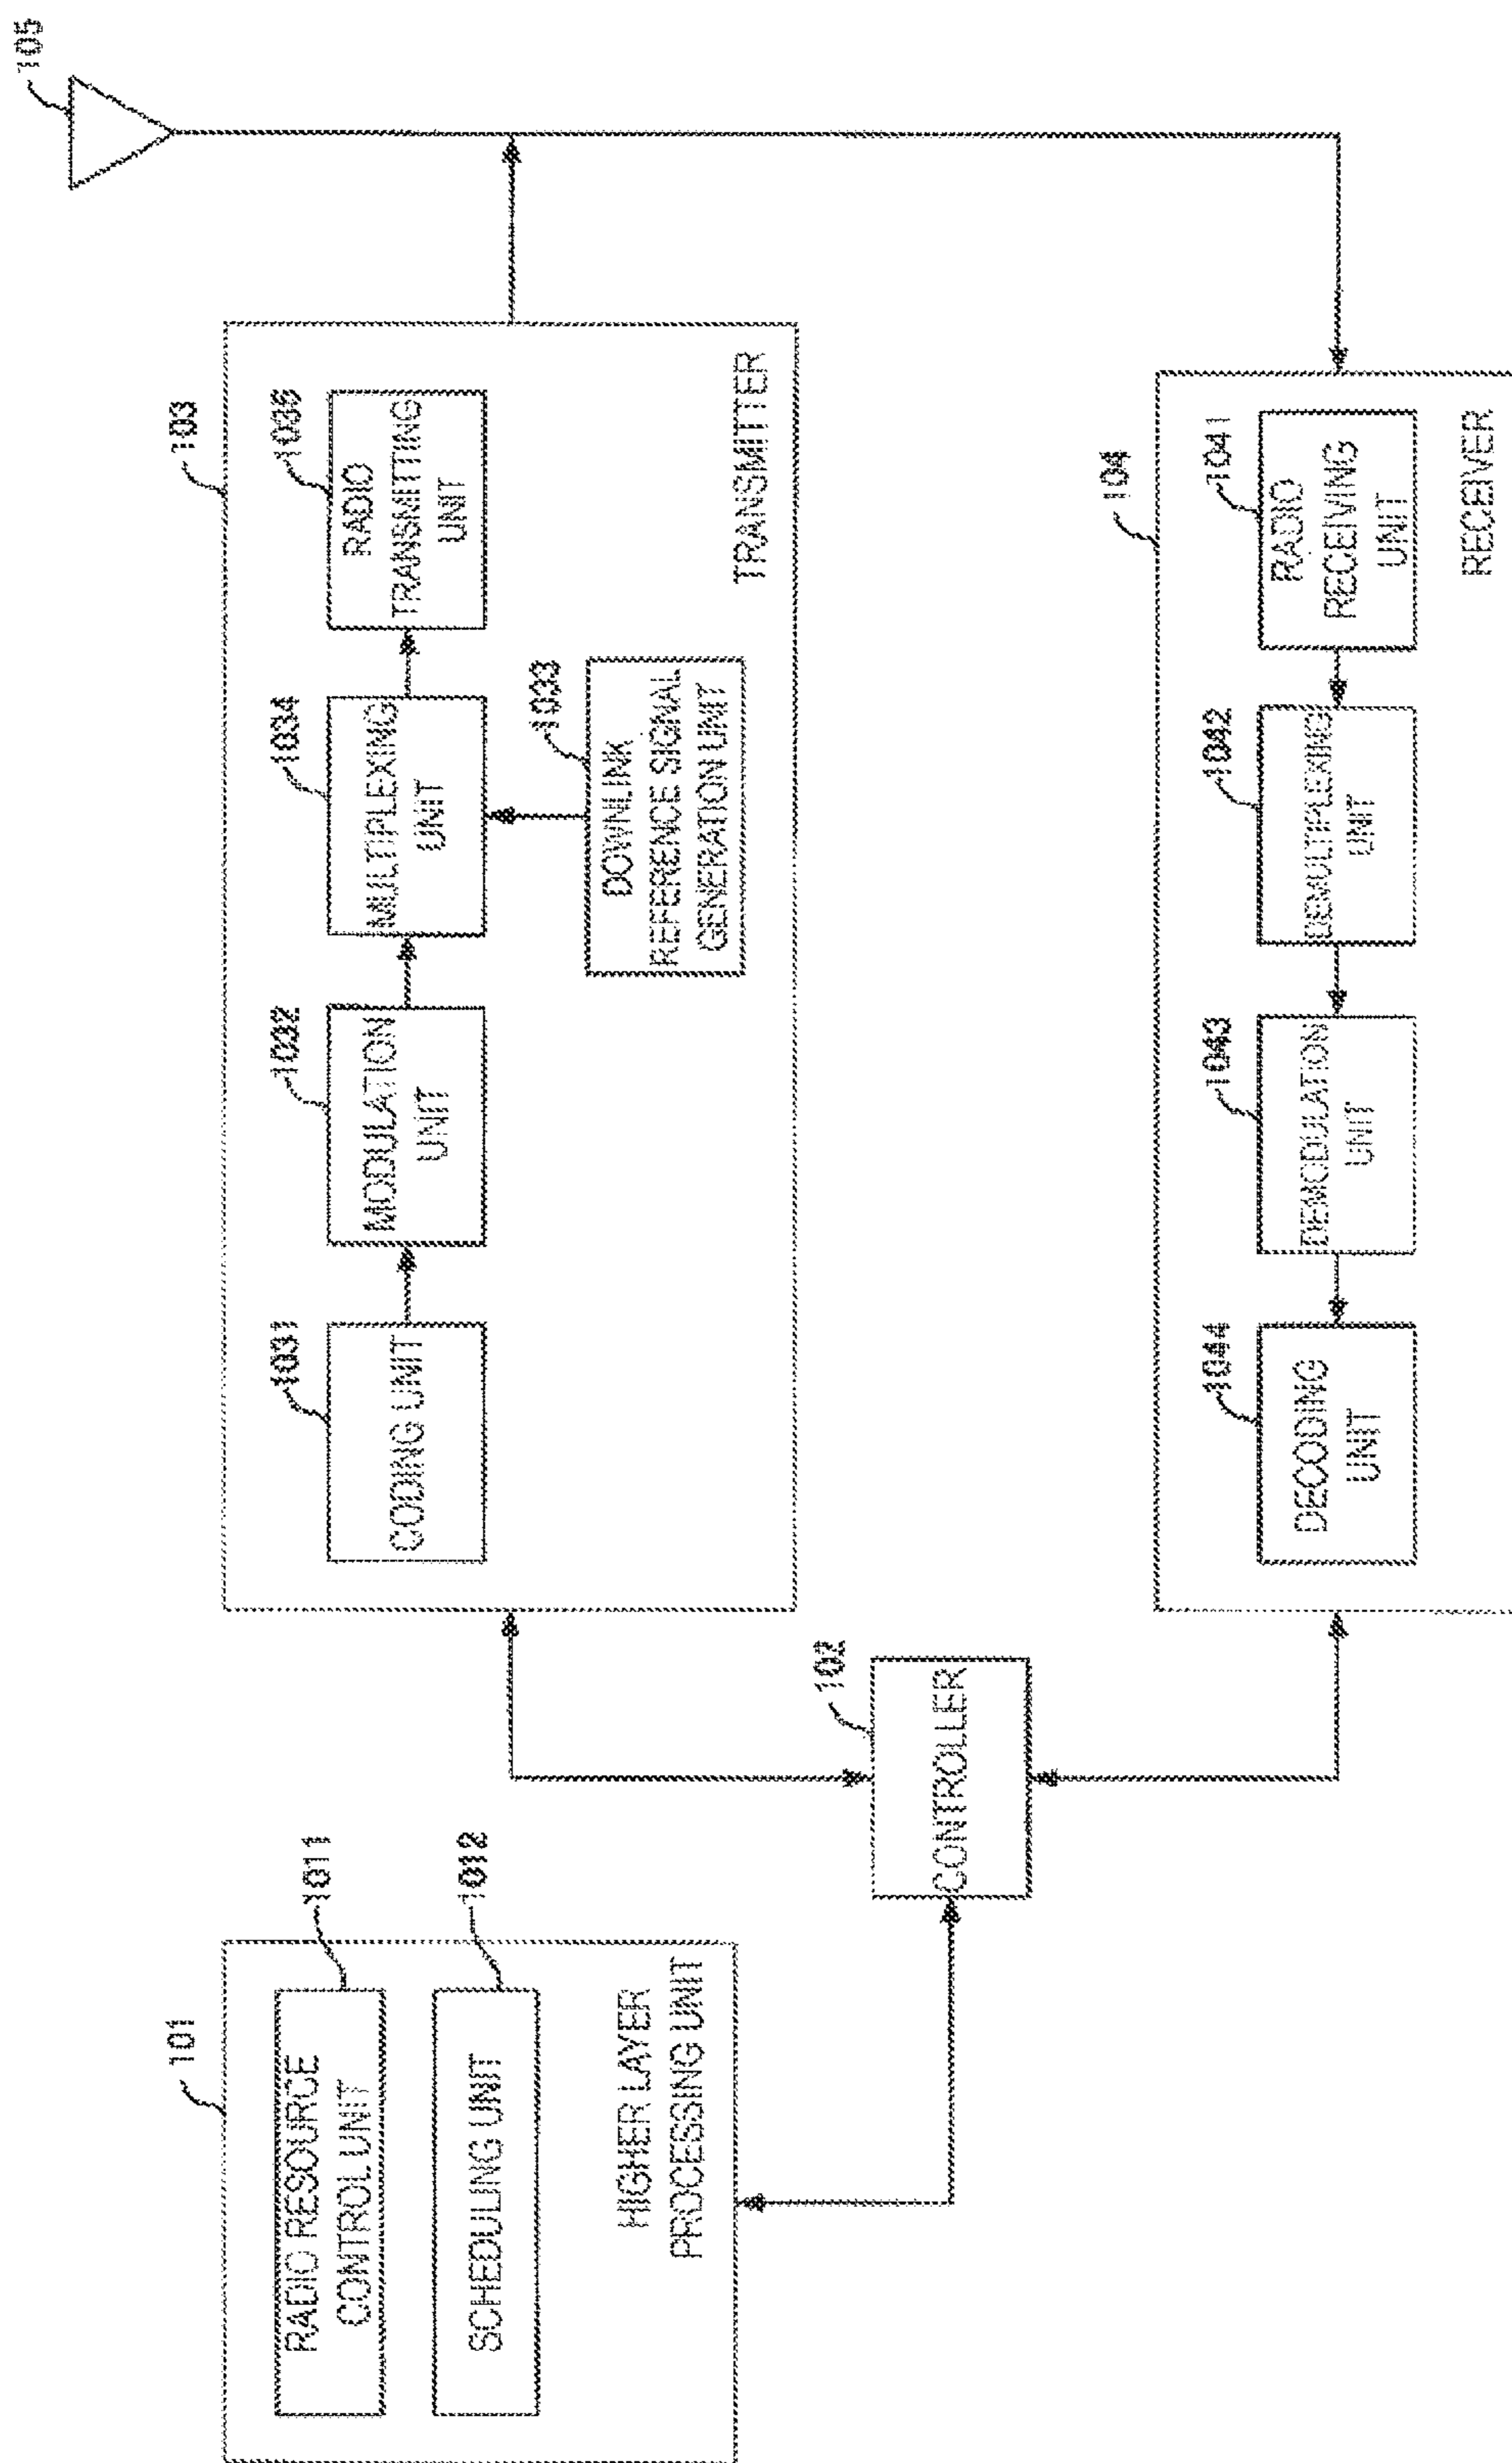 101
RADIO RESOURCE
CONTROL UNIT
1011
SCHEDULING UNIT
1012
HIGHER LAYER
PROCESSING UNIT
102
CONTROLLER
103
1031
CODING UNIT
1032
MODULATION
UNIT
1034
MULTIPLEXING
UNIT
1035
RADIO
TRANSMITTING
UNIT
1033
DOWNLINK
REFERENCE SIGNAL
GENERATION UNIT
TRANSMITTER
105
104
1044
DECODING
UNIT
1043
DEMODULATION
UNIT
1042
DEMULTIPLEXING
UNIT
1041
RADIO
RECEIVING
UNIT
RECEIVER